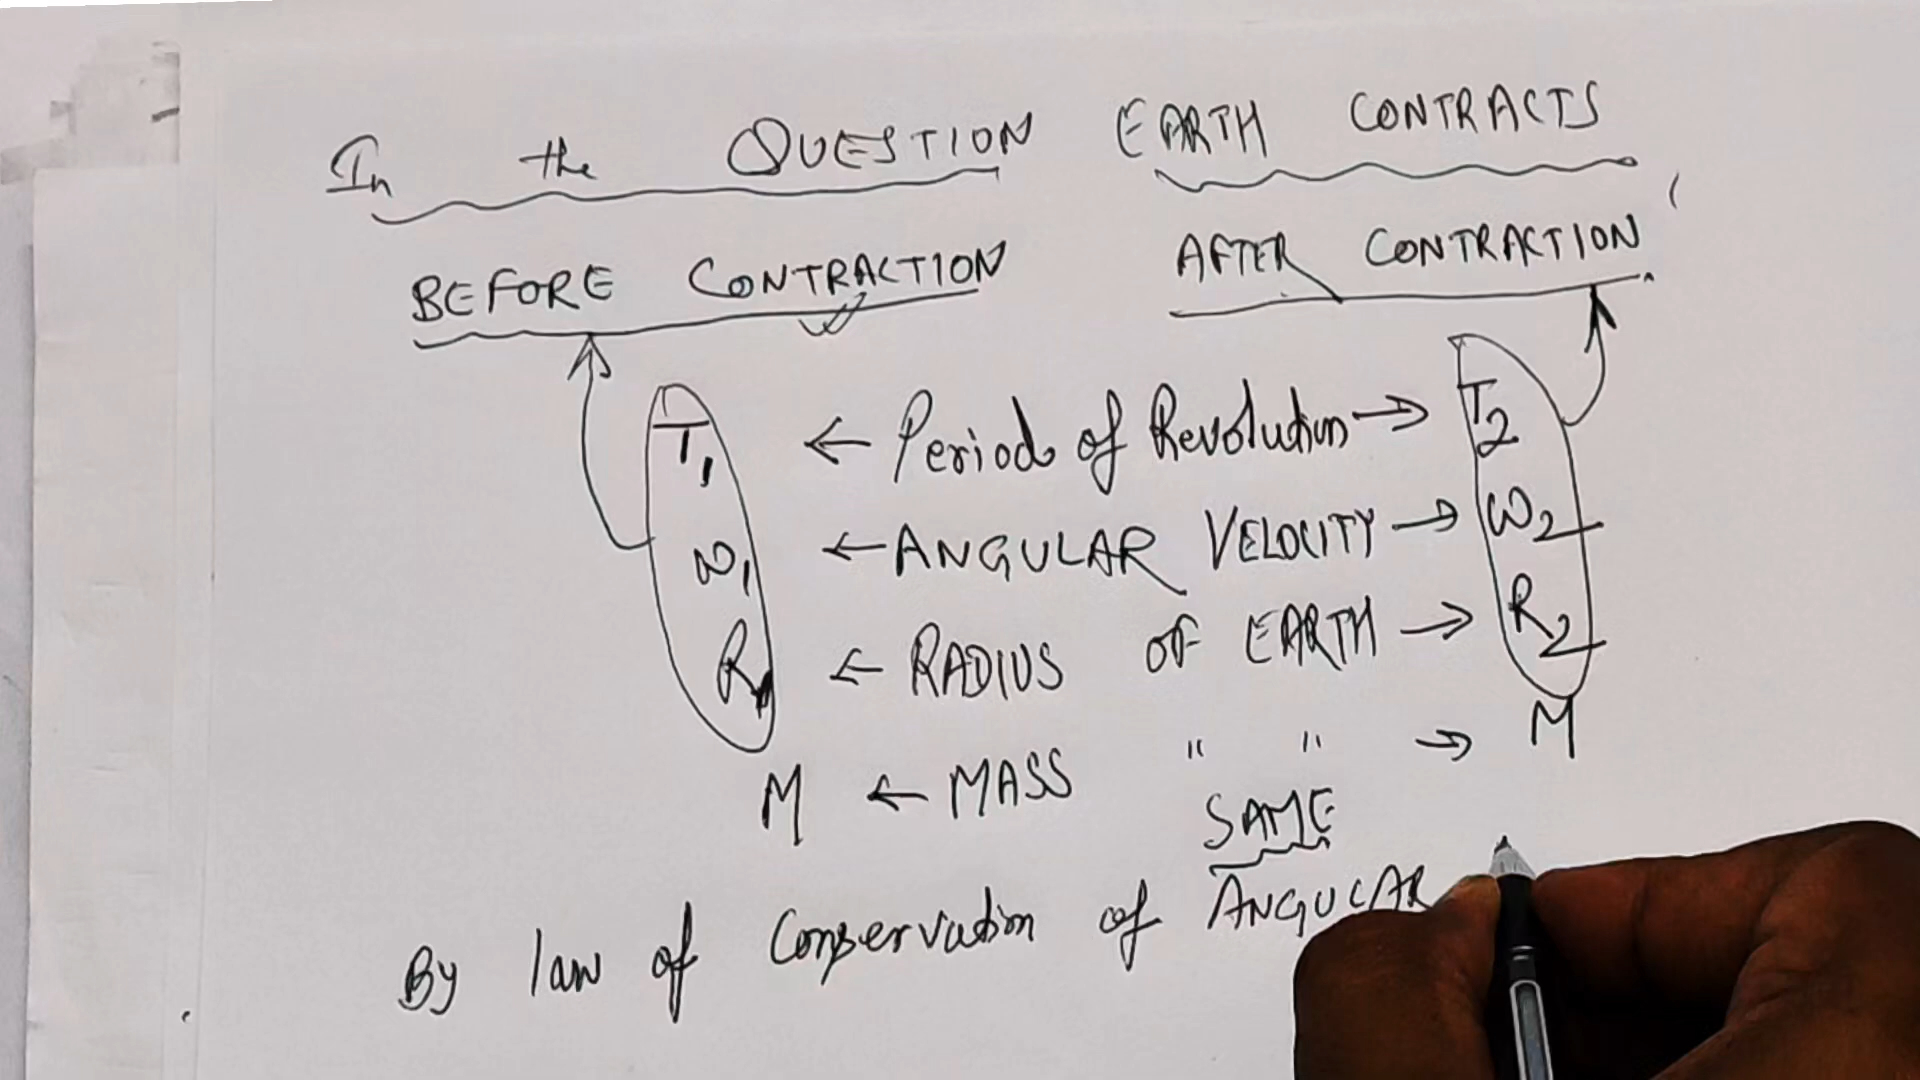 In the QUESTION EARTH CONTRACTS
BEFORE CONTRACTION AFTER CONTRACTION
T1 ← Period of Revolution → T2
ω1 ← ANGULAR VELOCITY → ω2
R1 ← RADIUS OF EARTH → R2
M ← MASS " " → M
SAME
By law of Conservation of ANGULAR